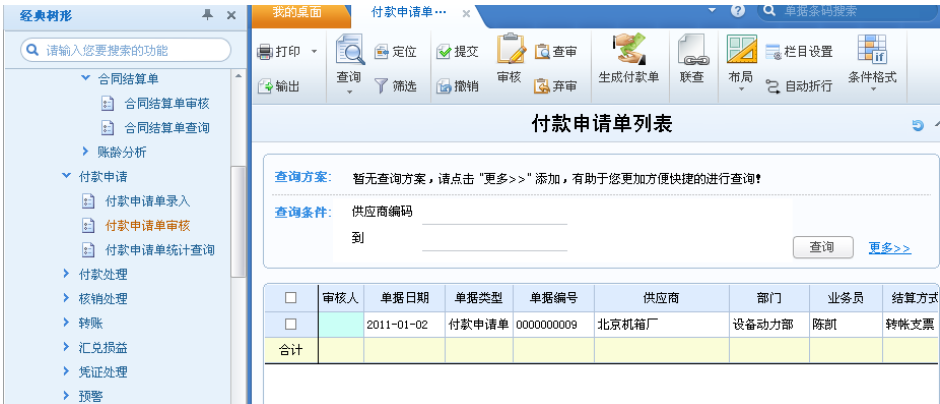 经典树形
我的桌面
付款申请单…
单据条码搜索
请输入您要搜索的功能
打印
定位
提交
查审
输出
查询
筛选
撤销
审核
弃审
生成付款单
联查
布局
栏目设置
自动折行
条件格式
合同结算单
合同结算单审核
合同结算单查询
账龄分析
付款申请
付款申请单录入
付款申请单审核
付款申请单统计查询
付款处理
核销处理
转账
汇兑损益
凭证处理
预警
付款申请单列表
查询方案: 暂无查询方案，请点击 "更多>>" 添加，有助于您更加方便快捷的进行查询！
查询条件: 供应商编码
到
查询 更多>>
审核人 单据日期 单据类型 单据编号 供应商 部门 业务员 结算方式
2011-01-02 付款申请单 0000000009 北京机箱厂 设备动力部 陈凯 转帐支票
合计